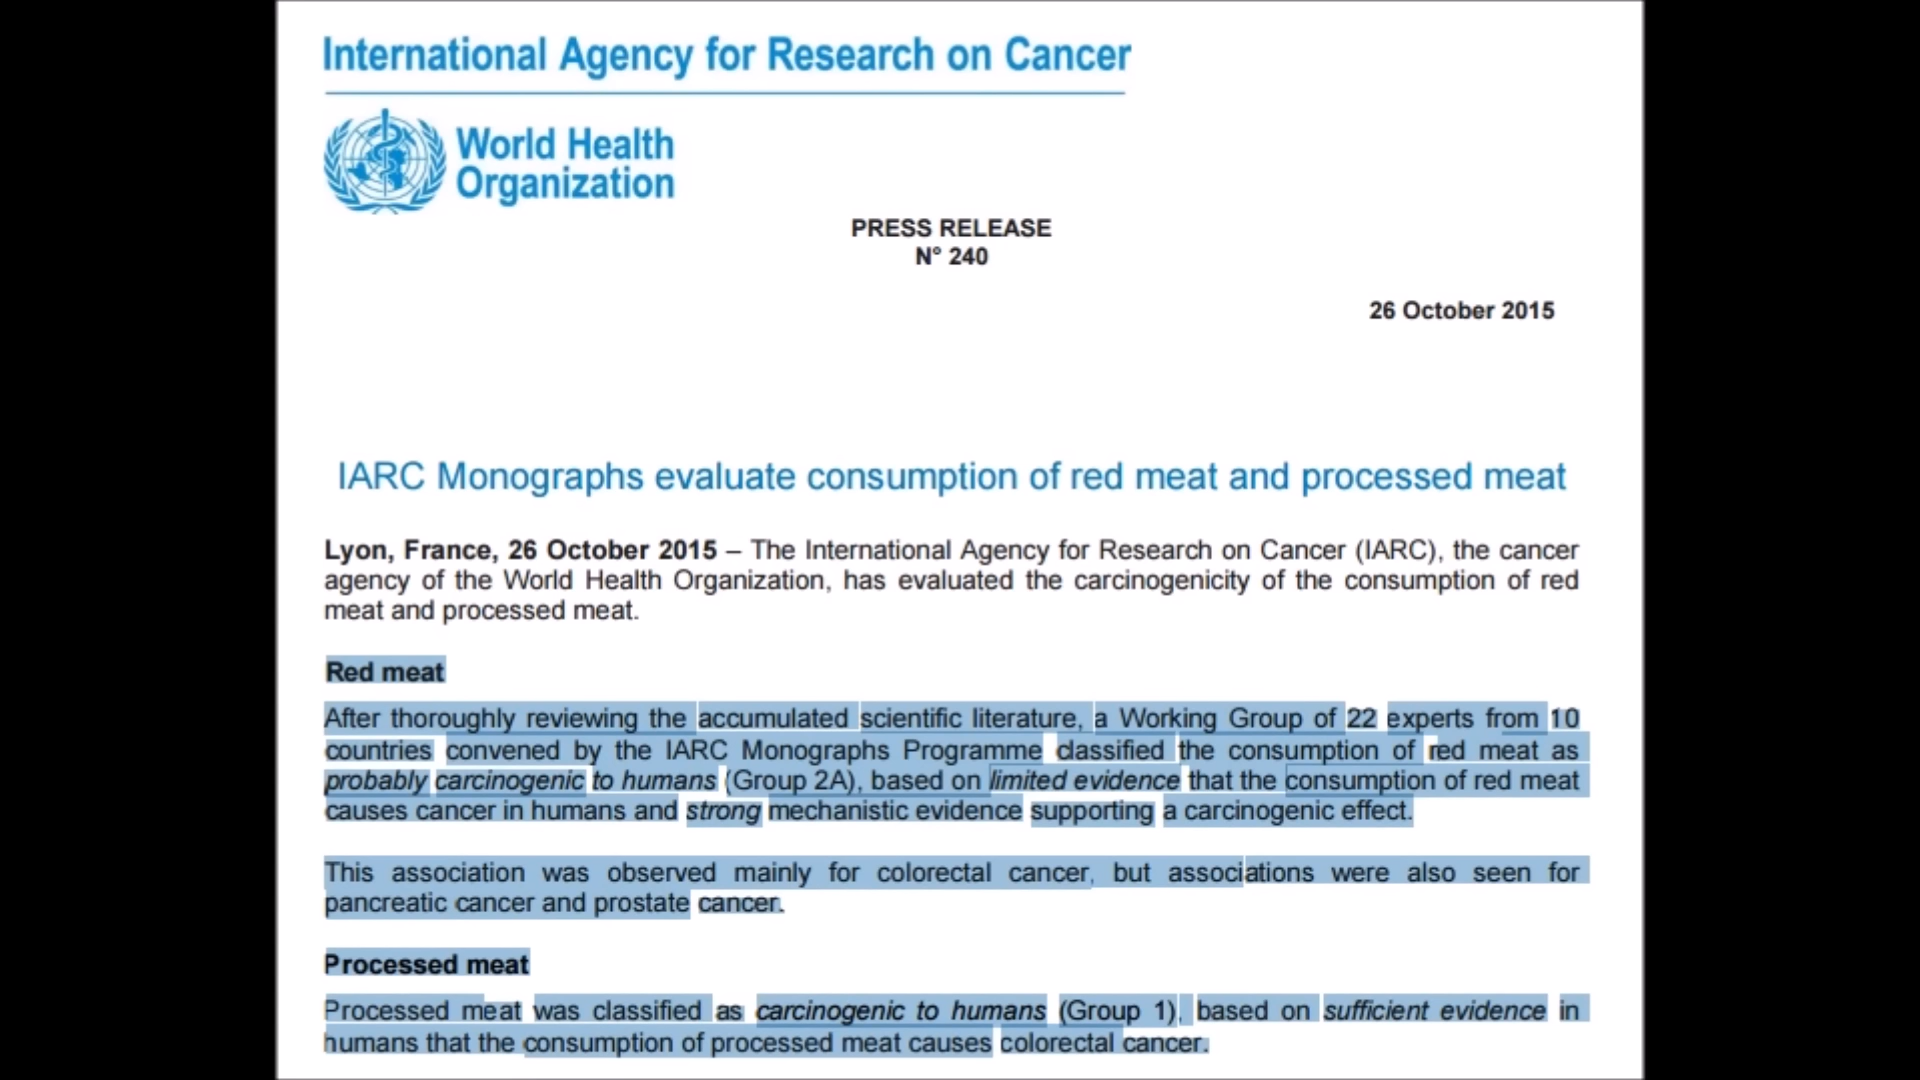 International Agency for Research on Cancer
World Health
Organization
PRESS RELEASE
N° 240
26 October 2015
IARC Monographs evaluate consumption of red meat and processed meat
Lyon, France, 26 October 2015 – The International Agency for Research on Cancer (IARC), the cancer
agency of the World Health Organization, has evaluated the carcinogenicity of the consumption of red
meat and processed meat.
Red meat
After thoroughly reviewing the accumulated scientific literature, a Working Group of 22 experts from 10
countries convened by the IARC Monographs Programme classified the consumption of red meat as
probably carcinogenic to humans (Group 2A), based on limited evidence that the consumption of red meat
causes cancer in humans and strong mechanistic evidence supporting a carcinogenic effect.
This association was observed mainly for colorectal cancer, but associations were also seen for
pancreatic cancer and prostate cancer.
Processed meat
Processed meat was classified as carcinogenic to humans (Group 1), based on sufficient evidence in
humans that the consumption of processed meat causes colorectal cancer.